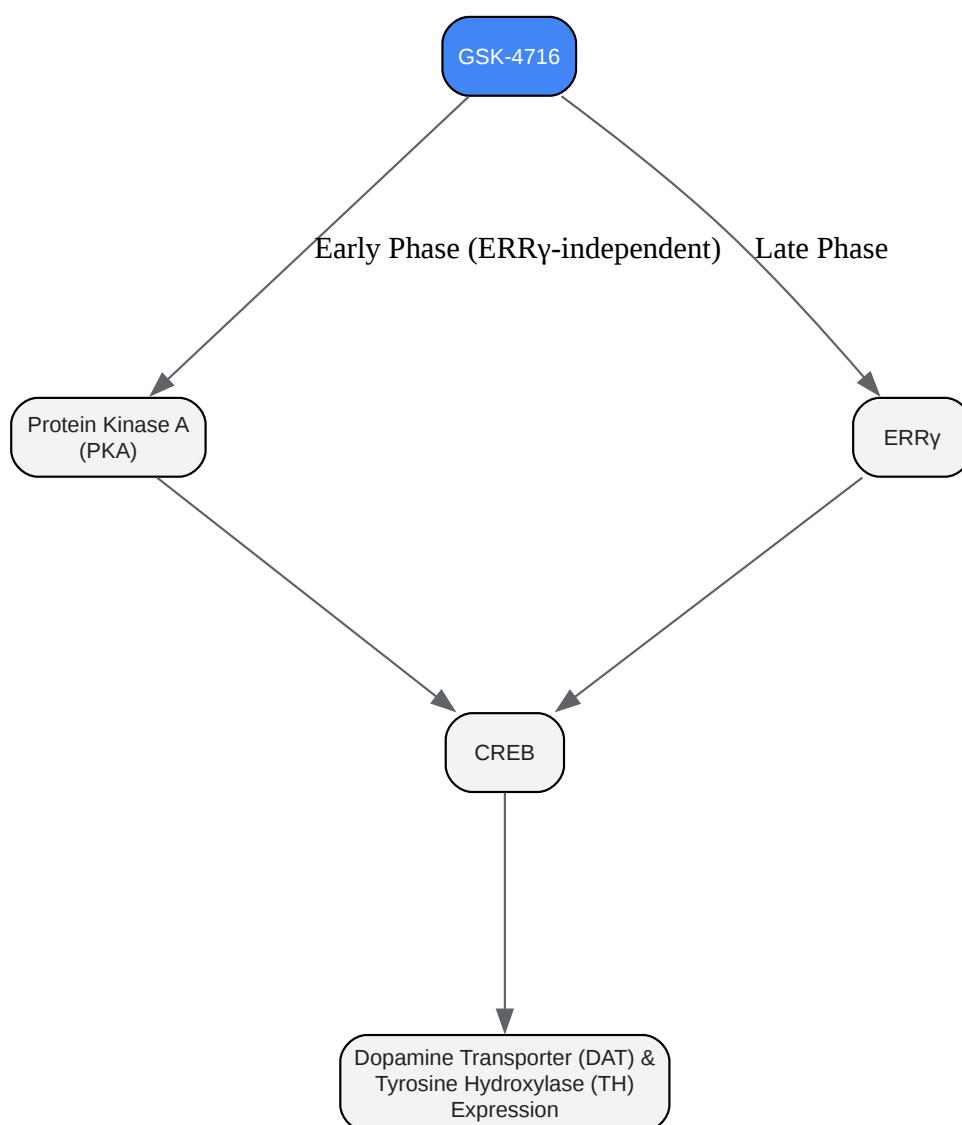 GSK-4716
Early Phase (ERRγ-independent)
Late Phase
Protein Kinase A
(PKA)
ERRγ
CREB
Dopamine Transporter (DAT) &
Tyrosine Hydroxylase (TH)
Expression